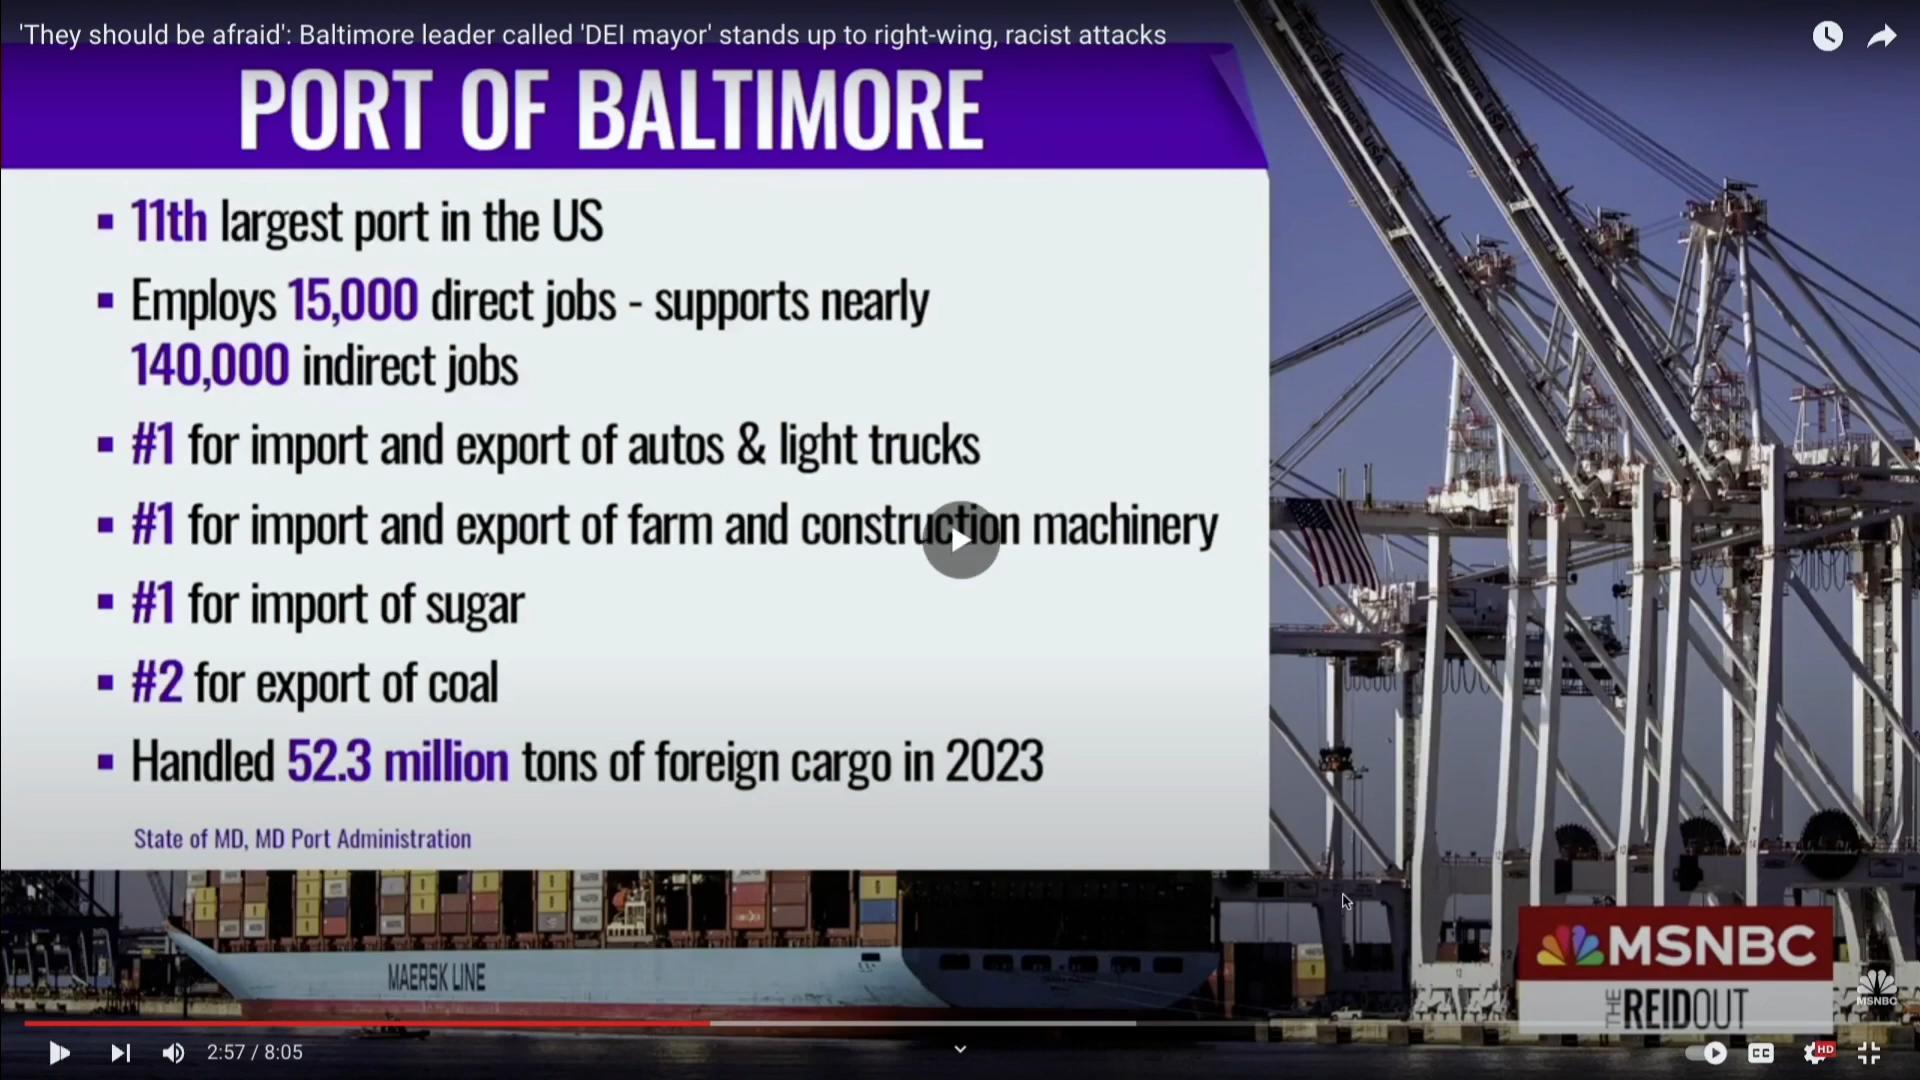 'They should be afraid': Baltimore leader called 'DEI mayor' stands up to right-wing, racist attacks
PORT OF BALTIMORE
11th largest port in the US
Employs 15,000 direct jobs - supports nearly
140,000 indirect jobs
#1 for import and export of autos & light trucks
#1 for import and export of farm and construction machinery
#1 for import of sugar
#2 for export of coal
Handled 52.3 million tons of foreign cargo in 2023
State of MD, MD Port Administration
MAERSK LINE
MSNBC
MSNBC
THE REIDOUT
2:57 / 8:05
CC
HD